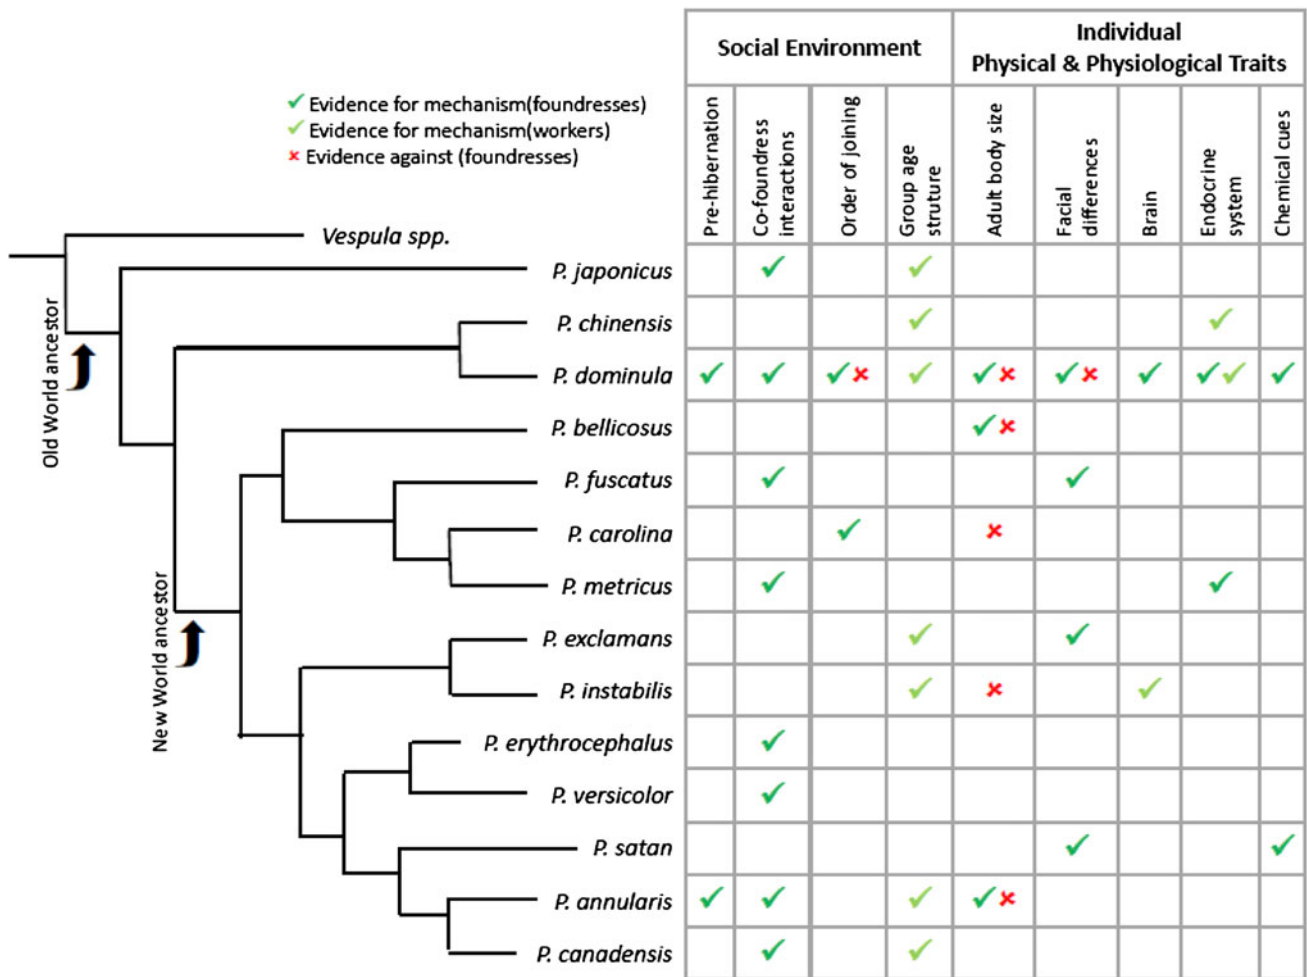 Social Environment
Individual
Physical & Physiological Traits
✓ Evidence for mechanism(foundresses)
✓ Evidence for mechanism(workers)
✗ Evidence against (foundresses)
Pre-hibernation
Co-foundress
interactions
Order of joining
Group age
struture
Adult body size
Facial
differences
Brain
Endocrine
system
Chemical cues
Vespula spp.
P. japonicus
P. chinensis
P. dominula
P. bellicosus
P. fuscatus
P. carolina
P. metricus
P. exclamans
P. instabilis
P. erythrocephalus
P. versicolor
P. satan
P. annularis
P. canadensis
Old World ancestor
New World ancestor